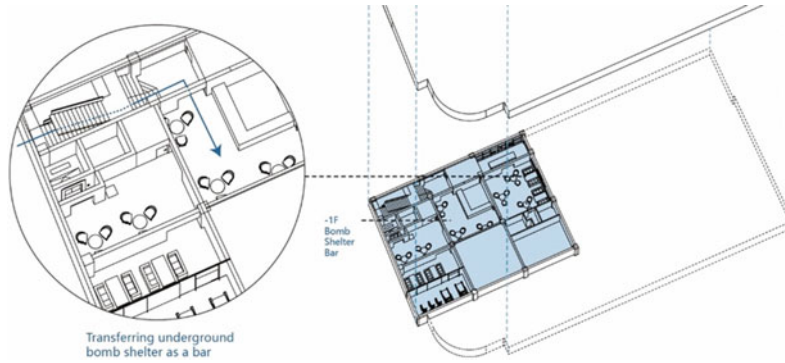 -1F
Bomb
Shelter
Bar
Transferring underground
bomb shelter as a bar